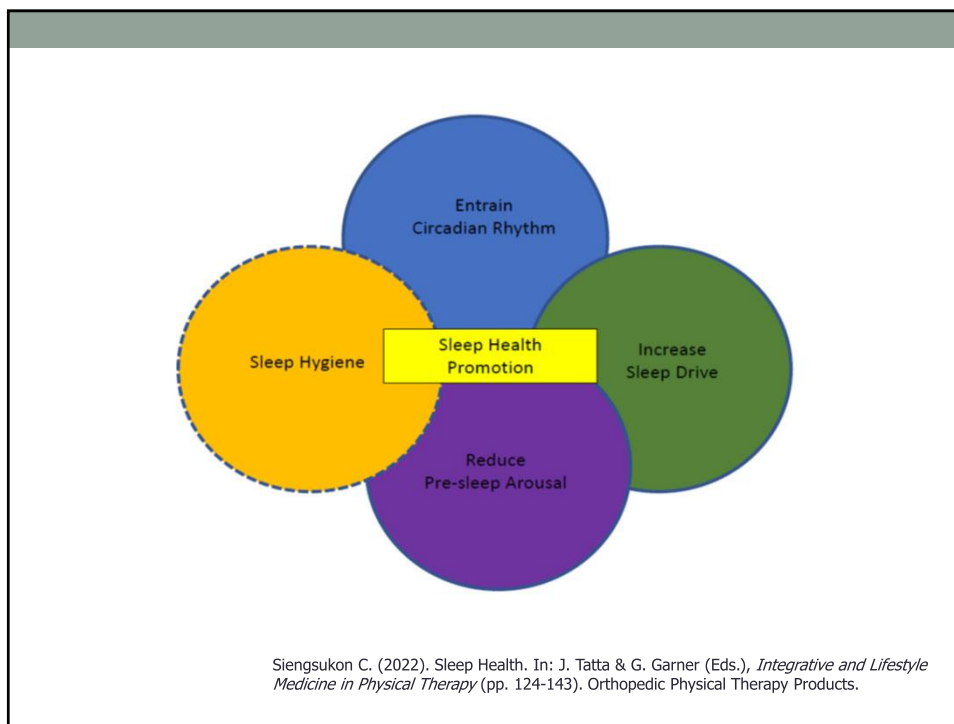 Entrain
Circadian Rhythm
Sleep Hygiene
Sleep Health
Promotion
Increase
Sleep Drive
Reduce
Pre-sleep Arousal
Siengsukon C. (2022). Sleep Health. In: J. Tatta & G. Garner (Eds.), Integrative and Lifestyle
Medicine in Physical Therapy (pp. 124-143). Orthopedic Physical Therapy Products.